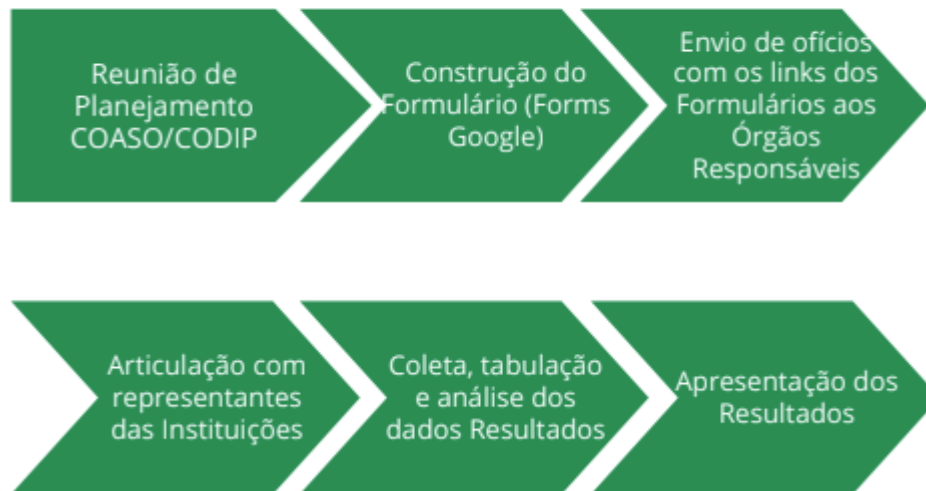 Reunião de
Planejamento
COASO/CODIP
Construção do
Formulário (Forms
Google)
Envio de ofícios
com os links dos
Formulários aos
Órgãos
Responsáveis
Articulação com
representantes
das Instituições
Coleta, tabulação
e análise dos
dados Resultados
Apresentação dos
Resultados